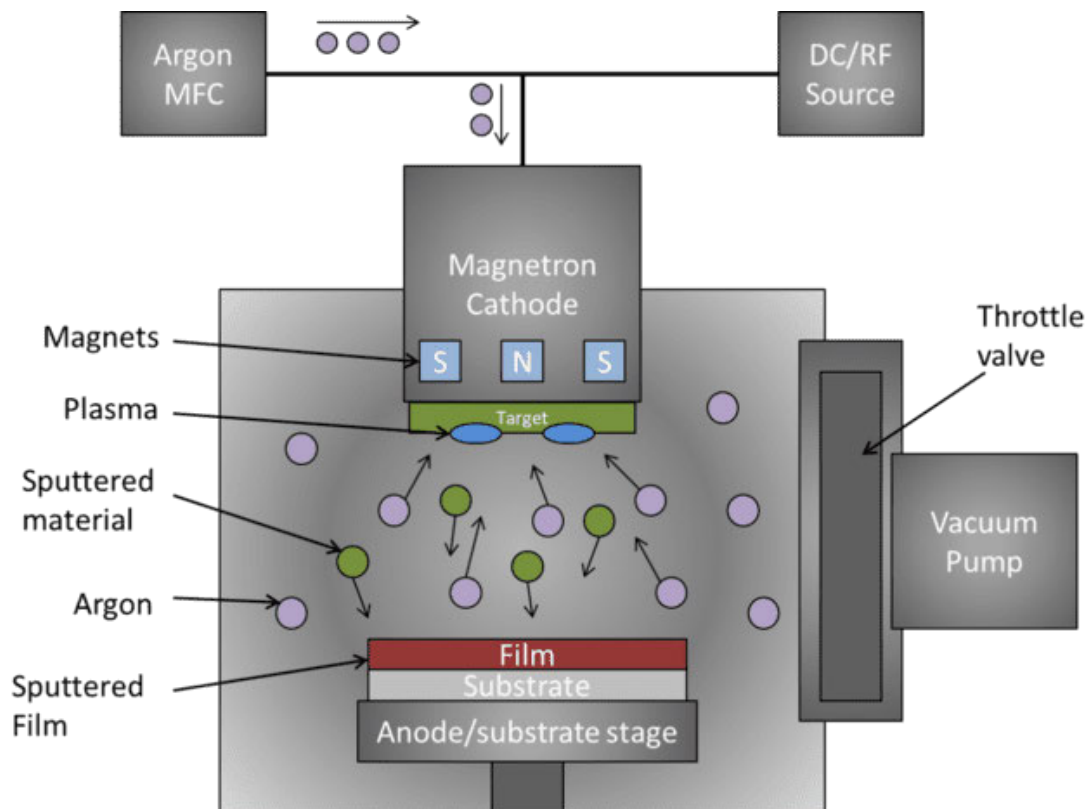 Argon
MFC
DC/RF
Source
Magnetron
Cathode
Magnets
S
N
S
Throttle
valve
Plasma
Target
Sputtered
material
Vacuum
Pump
Argon
Film
Sputtered
Film
Substrate
Anode/substrate stage